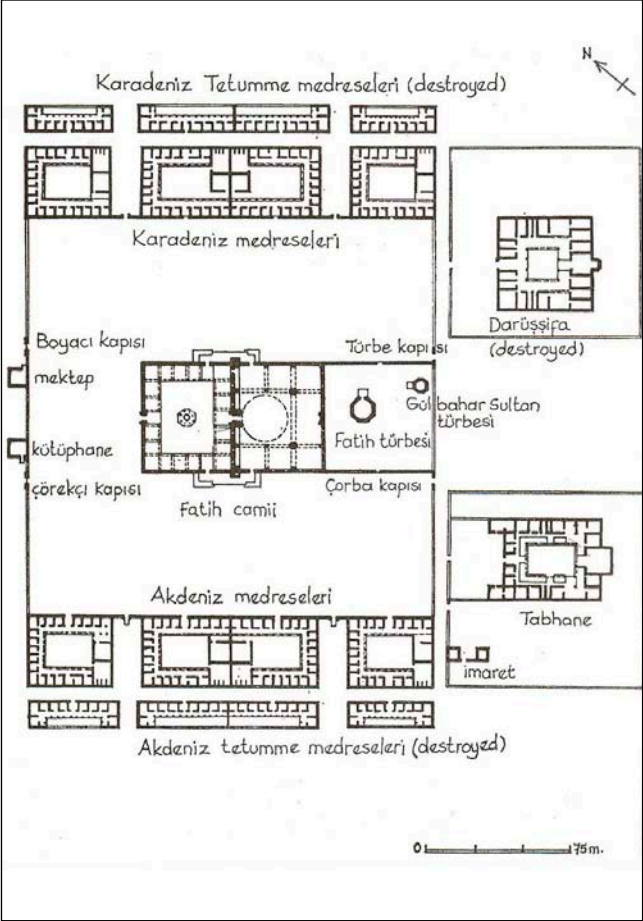 N
Karadeniz Tetumme medreseleri (destroyed)
Karadeniz medreseleri
Darüşşifa
(destroyed)
Boyacı kapısı
Türbe kapısı
mektep
Gülbahar Sultan
türbesi
Fatih türbesi
kütüphane
çörekçi kapısı
Fatih camii
Çorba kapısı
Akdeniz medreseleri
Tabhane
imaret
Akdeniz tetumme medreseleri (destroyed)
0 75 m.